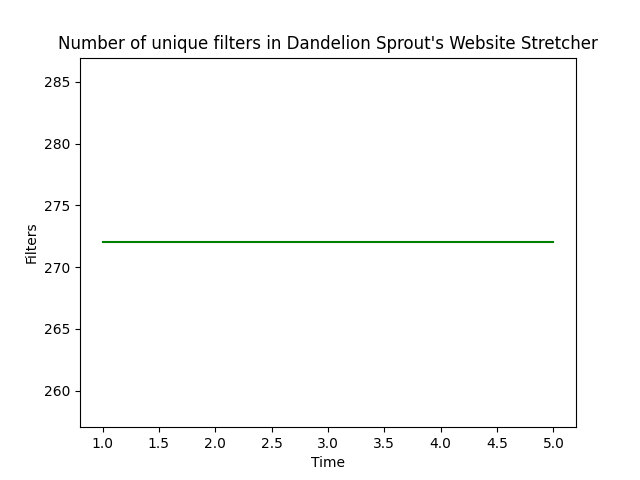 Number of unique filters in Dandelion Sprout's Website Stretcher
285
280
275
270
265
260
Filters
1.0 1.5 2.0 2.5 3.0 3.5 4.0 4.5 5.0
Time